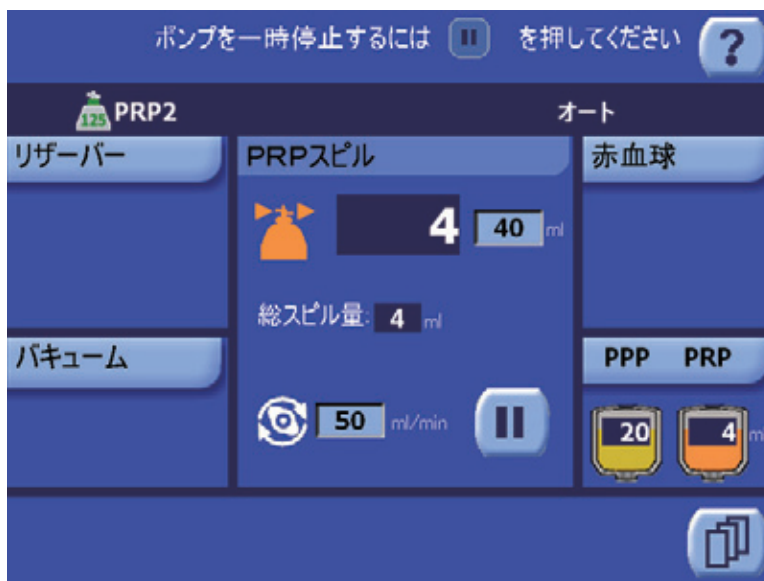 ポンプを一時停止するには を押してください ?
125 PRP2 オート
リザーバー
PRPスピル
赤血球
4 40 ml
総スピル量: 4 ml
バキューム
PPP PRP
50 ml/min
20 4 m